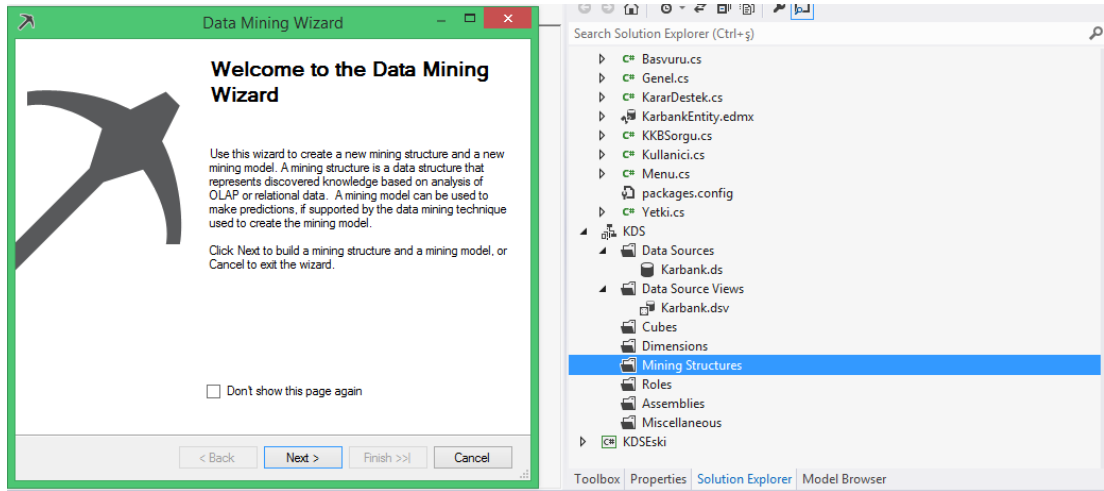 Data Mining Wizard
Welcome to the Data Mining
Wizard
Use this wizard to create a new mining structure and a new
mining model. A mining structure is a data structure that
represents discovered knowledge based on analysis of
OLAP or relational data. A mining model can be used to
make predictions, if supported by the data mining technique
used to create the mining model.
Click Next to build a mining structure and a mining model, or
Cancel to exit the wizard.
Don't show this page again
< Back
Next >
Finish >>|
Cancel
Search Solution Explorer (Ctrl+ş)
C# Basvuru.cs
C# Genel.cs
C# KararDestek.cs
KarbankEntity.edmx
C# KKBSorgu.cs
C# Kullanici.cs
C# Menu.cs
packages.config
C# Yetki.cs
KDS
Data Sources
Karbank.ds
Data Source Views
Karbank.dsv
Cubes
Dimensions
Mining Structures
Roles
Assemblies
Miscellaneous
C# KDSEski
Toolbox Properties Solution Explorer Model Browser